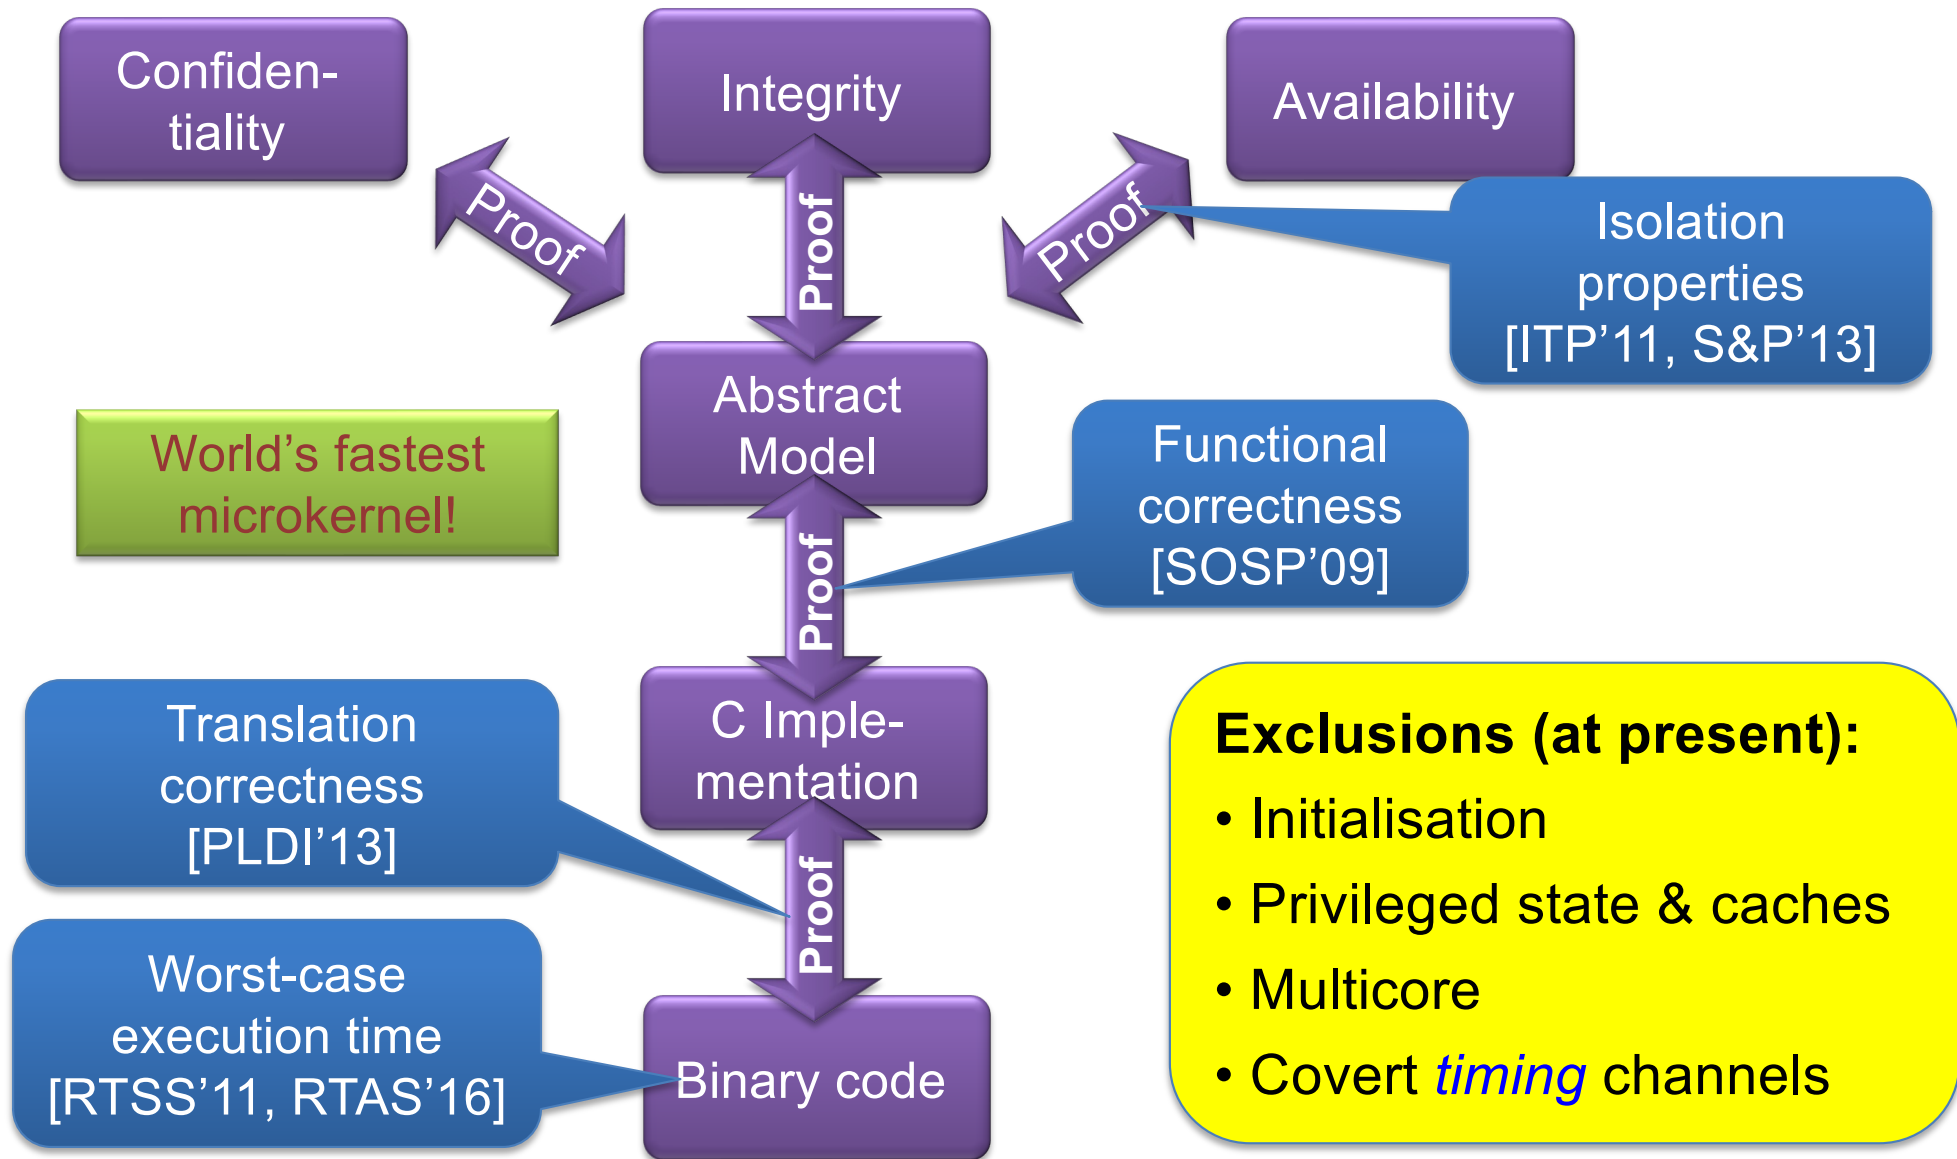 Confiden-
tiality
Integrity
Availability
Proof
Proof
Proof
Isolation
properties
[ITP’11, S&P’13]
Abstract
Model
World’s fastest
microkernel!
Functional
correctness
[SOSP’09]
Proof
Translation
correctness
[PLDI’13]
C Imple-
mentation
Exclusions (at present):
• Initialisation
• Privileged state & caches
• Multicore
• Covert timing channels
Proof
Worst-case
execution time
[RTSS’11, RTAS’16]
Binary code